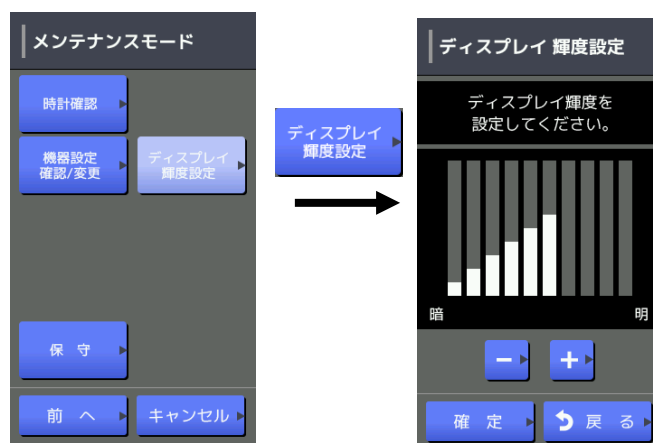 メンテナンスモード
時計確認
機器設定
確認/変更
ディスプレイ
輝度設定
保 守
前 へ
キャンセル
ディスプレイ
輝度設定
ディスプレイ 輝度設定
ディスプレイ輝度を
設定してください。
暗 明
− +
確 定
戻 る